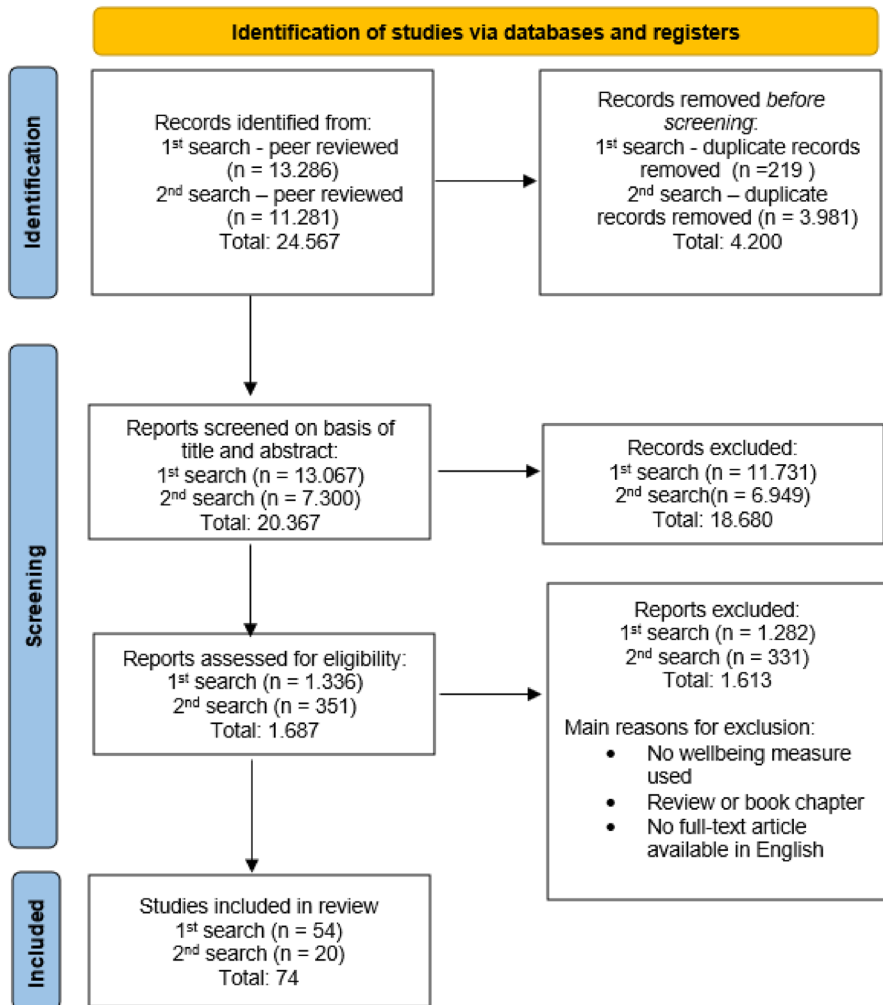 Identification of studies via databases and registers
Identification
Records identified from:
1st search - peer reviewed
(n = 13.286)
2nd search – peer reviewed
(n = 11.281)
Total: 24.567
Records removed before
screening:
1st search - duplicate records
removed (n =219 )
2nd search – duplicate
records removed (n = 3.981)
Total: 4.200
Screening
Reports screened on basis of
title and abstract:
1st search (n = 13.067)
2nd search (n = 7.300)
Total: 20.367
Records excluded:
1st search (n = 11.731)
2nd search(n = 6.949)
Total: 18.680
Reports assessed for eligibility:
1st search (n = 1.336)
2nd search (n = 351)
Total: 1.687
Reports excluded:
1st search (n = 1.282)
2nd search (n = 331)
Total: 1.613
Main reasons for exclusion:
• No wellbeing measure
used
• Review or book chapter
• No full-text article
available in English
Included
Studies included in review
1st search (n = 54)
2nd search (n = 20)
Total: 74